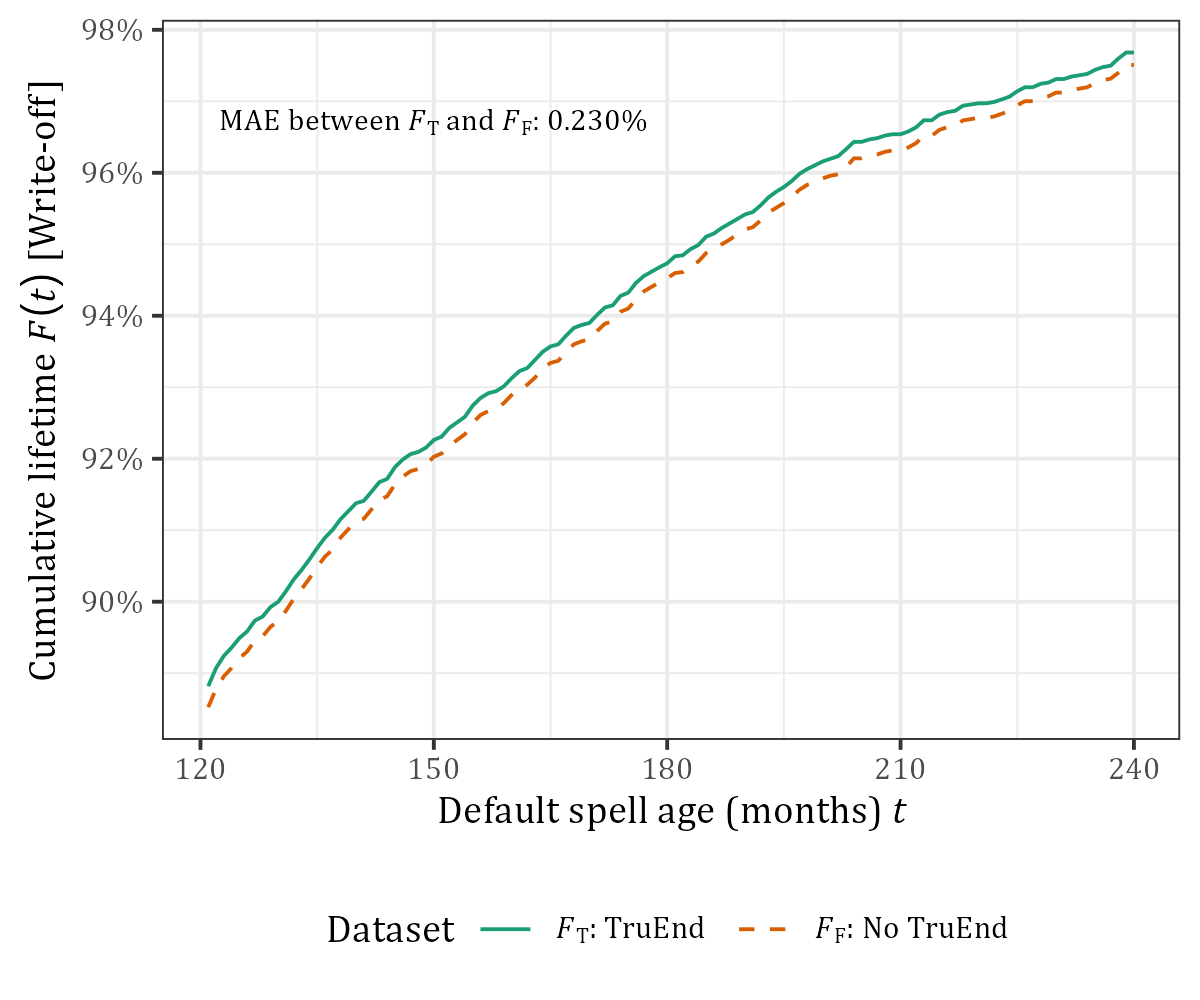 98%
MAE between F_T and F_F: 0.230%
96%
94%
92%
90%
Cumulative lifetime F(t) [Write-off]
120 150 180 210 240
Default spell age (months) t
Dataset F_T: TruEnd F_F: No TruEnd